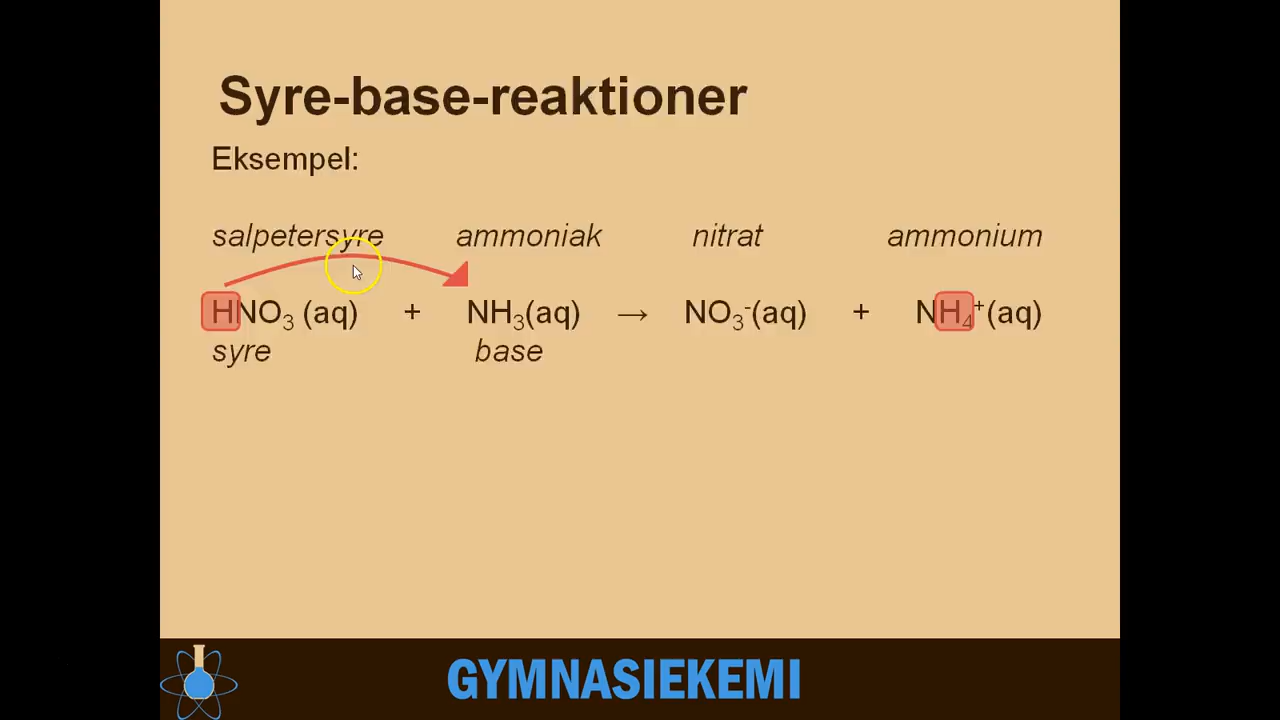 Syre-base-reaktioner
Eksempel:
salpetersyre ammoniak nitrat ammonium
HNO₃ (aq) + NH₃(aq) → NO₃⁻(aq) + NH₄⁺(aq)
syre base
GYMNASIEKEMI